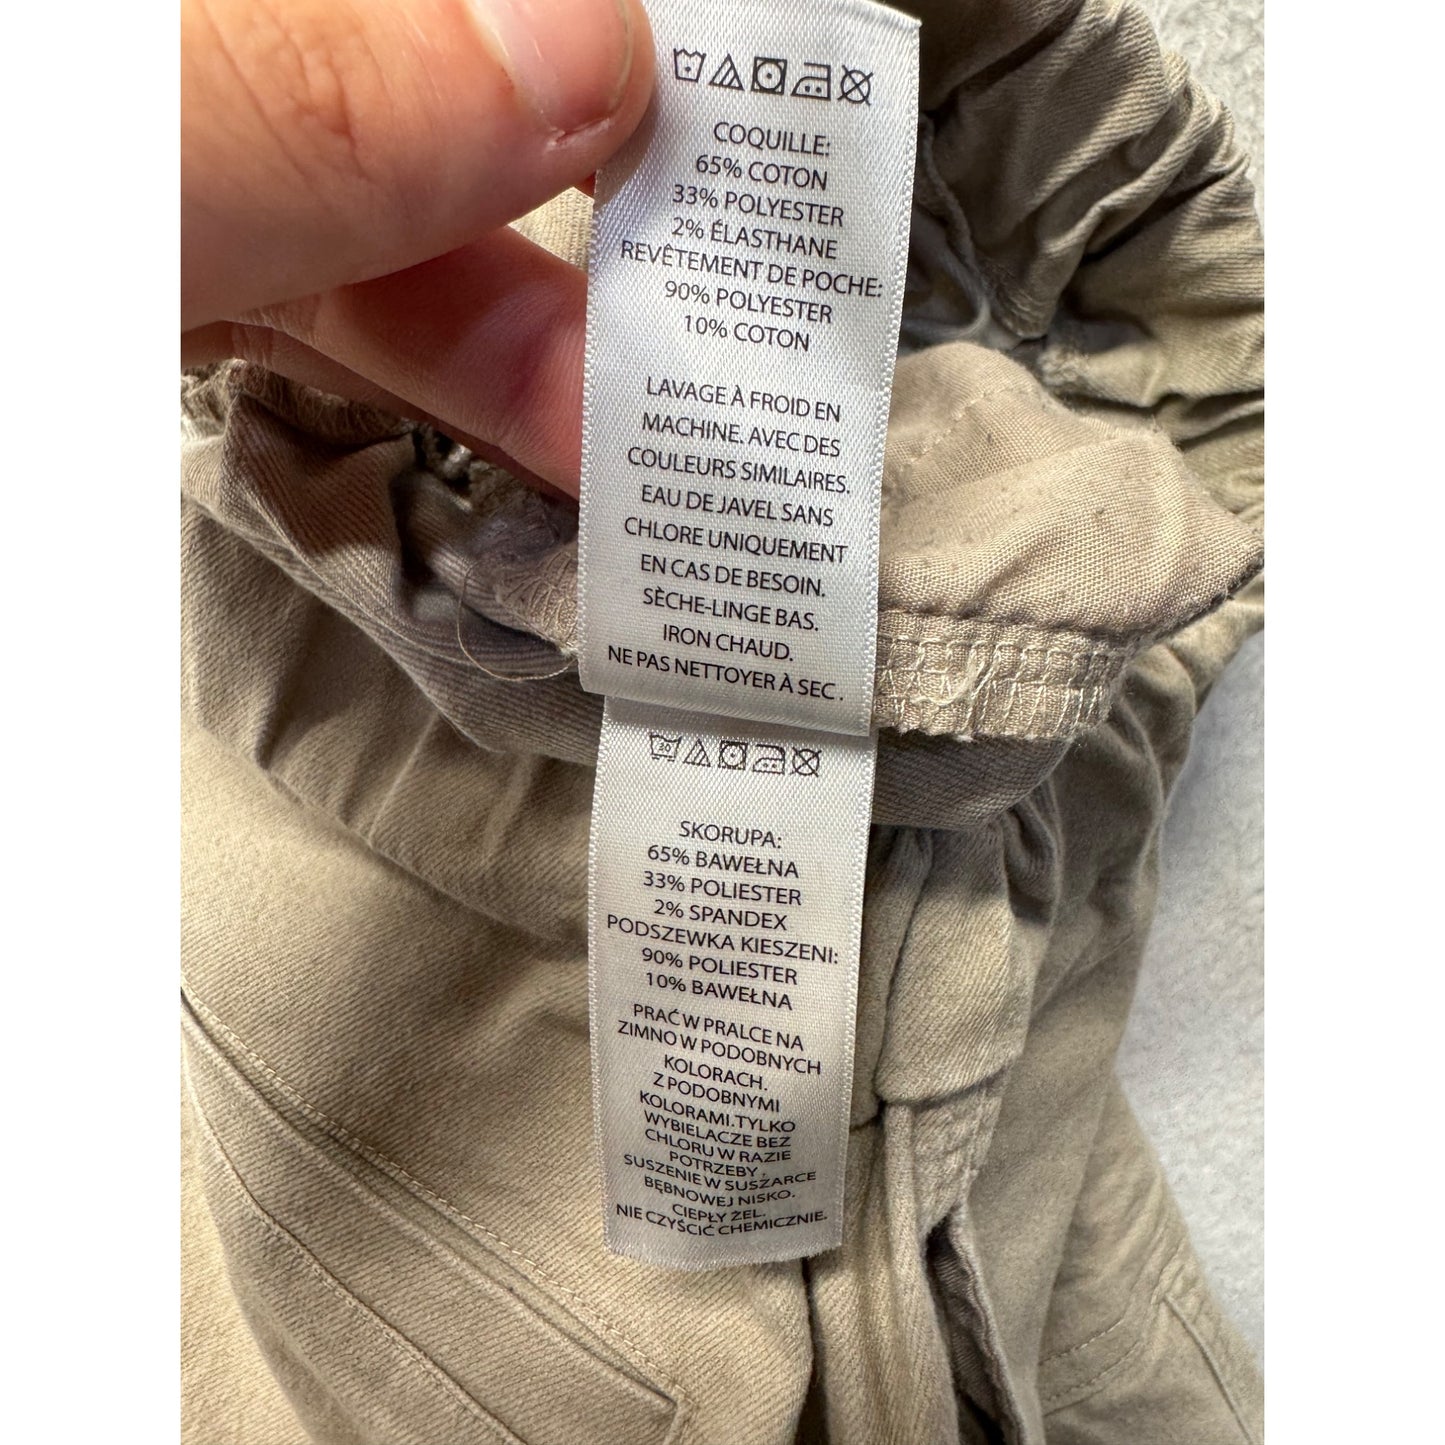 COQUILLE:
65% COTON
33% POLYESTER
2% ÉLASTHANE
REVÊTEMENT DE POCHE:
90% POLYESTER
10% COTON
LAVAGE À FROID EN
MACHINE. AVEC DES
COULEURS SIMILAIRES.
EAU DE JAVEL SANS
CHLORE UNIQUEMENT
EN CAS DE BESOIN.
SÈCHE-LINGE BAS.
IRON CHAUD.
NE PAS NETTOYER À SEC.
30
SKORUPA:
65% BAWEŁNA
33% POLIESTER
2% SPANDEX
PODSZEWKA KIESZENI:
90% POLIESTER
10% BAWEŁNA
PRAĆ W PRALCE NA
ZIMNO W PODOBNYCH
KOLORACH.
Z PODOBNYMI
KOLORAMI.TYLKO
WYBIELACZE BEZ
CHLORU W RAZIE
POTRZEBY.
SUSZENIE W SUSZARCE
BĘBNOWEJ NISKO.
CIEPŁY ŻEL.
NIE CZYŚCIĆ CHEMICZNIE.